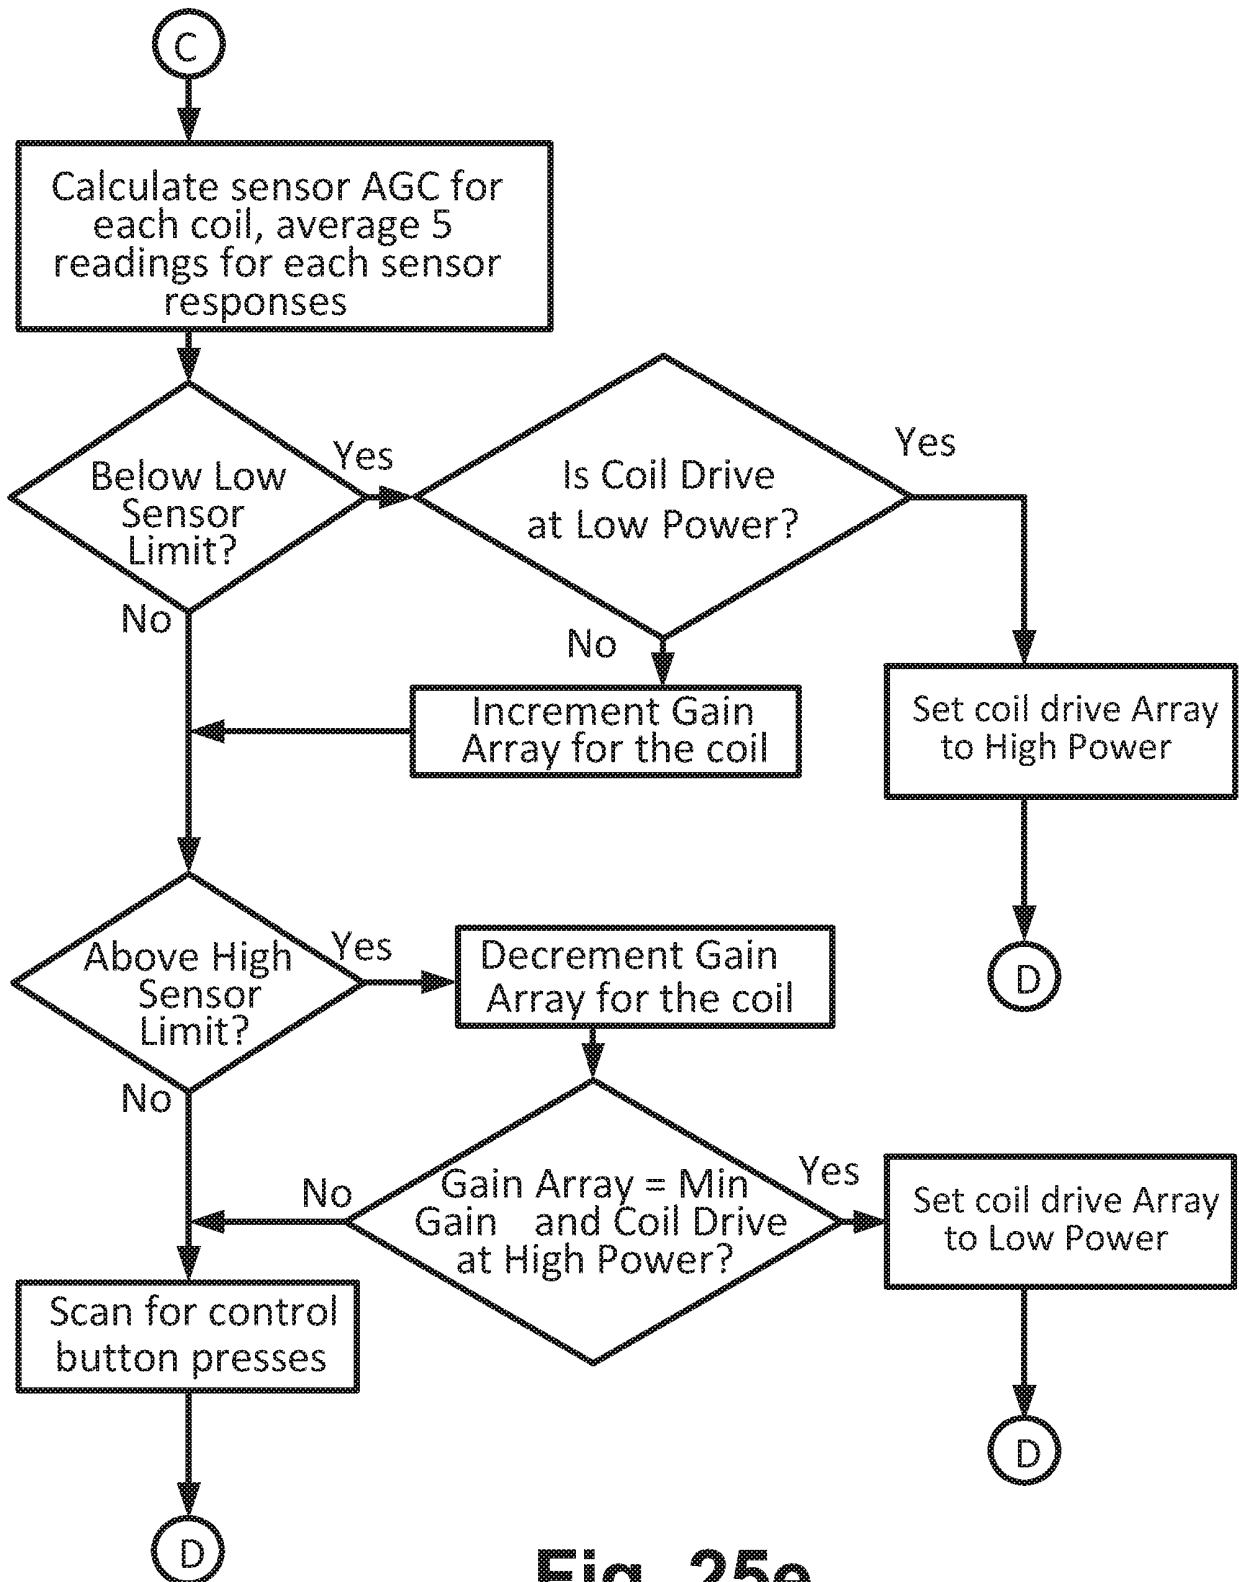 C
Calculate sensor AGC for
each coil, average 5
readings for each sensor
responses
Below Low
Sensor
Limit?
Yes
No
Is Coil Drive
at Low Power?
Yes
No
Increment Gain
Array for the coil
Set coil drive Array
to High Power
D
Above High
Sensor
Limit?
Yes
No
Decrement Gain
Array for the coil
Gain Array = Min
Gain and Coil Drive
at High Power?
No
Yes
Set coil drive Array
to Low Power
D
Scan for control
button presses
D
Fig. 25e